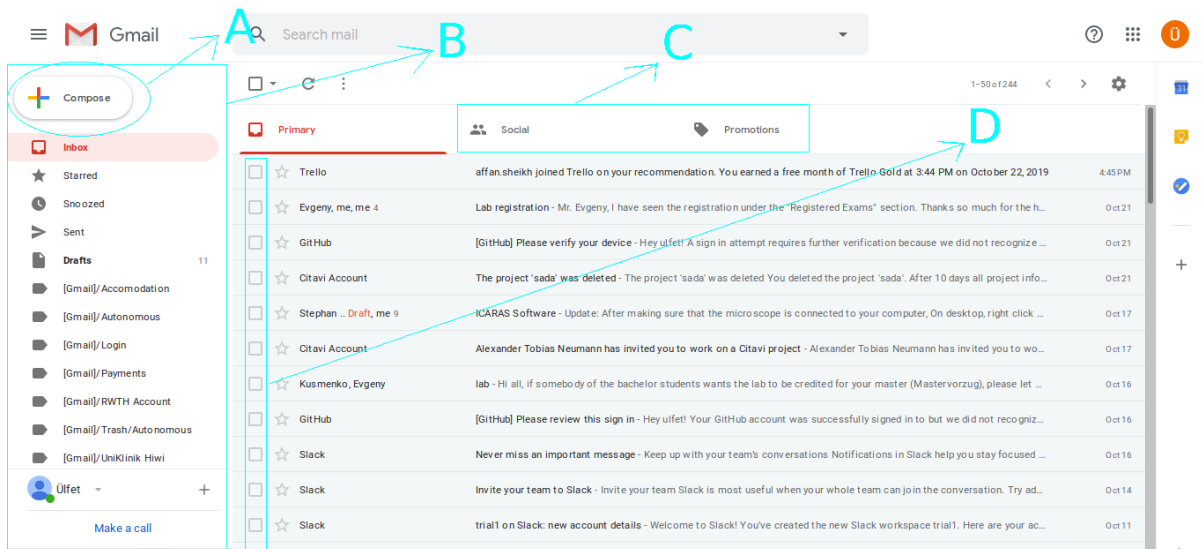 A B C D
Gmail Search mail Ü
Compose 1–50 of 244
Primary Social Promotions
Inbox
Starred
Snoozed
Sent
Drafts 11
[Gmail]/Accomodation
[Gmail]/Autonomous
[Gmail]/Login
[Gmail]/Payments
[Gmail]/RWTH Account
[Gmail]/Trash/Autonomous
[Gmail]/UniKlinik Hiwi
Ülfet
Make a call
Trello affan.sheikh joined Trello on your recommendation. You earned a free month of Trello Gold at 3:44 PM on October 22, 2019 4:45 PM
Evgeny, me, me 4 Lab registration - Mr. Evgeny, I have seen the registration under the "Registered Exams" section. Thanks so much for the h... Oct 21
GitHub [GitHub] Please verify your device - Hey ulfet! A sign in attempt requires further verification because we did not recognize ... Oct 21
Citavi Account The project 'sada' was deleted - The project 'sada' was deleted You deleted the project 'sada'. After 10 days all project info... Oct 21
Stephan .. Draft, me 9 ICARAS Software - Update: After making sure that the microscope is connected to your computer, On desktop, right click ... Oct 17
Citavi Account Alexander Tobias Neumann has invited you to work on a Citavi project - Alexander Tobias Neumann has invited you to wo... Oct 17
Kusmenko, Evgeny lab - Hi all, if somebody of the bachelor students wants the lab to be credited for your master (Mastervorzug), please let ... Oct 16
GitHub [GitHub] Please review this sign in - Hey ulfet! Your GitHub account was successfully signed in to but we did not recogniz... Oct 16
Slack Never miss an important message - Keep up with your team's conversations Notifications in Slack help you stay focused ... Oct 16
Slack Invite your team to Slack - Invite your team Slack is most useful when your whole team can join the conversation. Try ad... Oct 14
Slack trial1 on Slack: new account details - Welcome to Slack! You've created the new Slack workspace trial1. Here are your ac... Oct 11
31